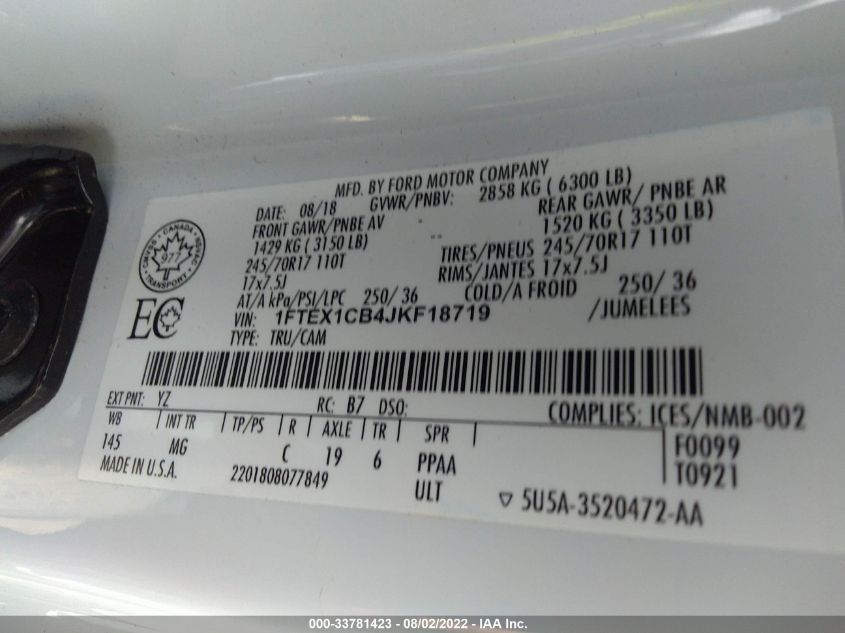 MFD. BY FORD MOTOR COMPANY
DATE: 08/18 GVWR/PNBV: 2858 KG ( 6300 LB)
FRONT GAWR/PNBE AV REAR GAWR/ PNBE AR
1429 KG ( 3150 LB) 1520 KG ( 3350 LB)
245/70R17 110T TIRES/PNEUS 245/70R17 110T
17x7.5J RIMS/JANTES 17x7.5J
AT/A kPa/PSI/LPC 250/ 36 COLD/A FROID 250/ 36
VIN: 1FTEX1CB4JKF18719 /JUMELEES
TYPE: TRU/CAM
CANADA
977
TRANSPORT
EC
EXT PNT: YZ RC: B7 DSO: COMPLIES: ICES/NMB-002
WB INT TR TP/PS R AXLE TR SPR F0099
145 MG C 19 6 PPAA T0921
MADE IN U.S.A. 2201808077849 ULT 5U5A-3520472-AA
000-33781423 - 08/02/2022 - IAA Inc.